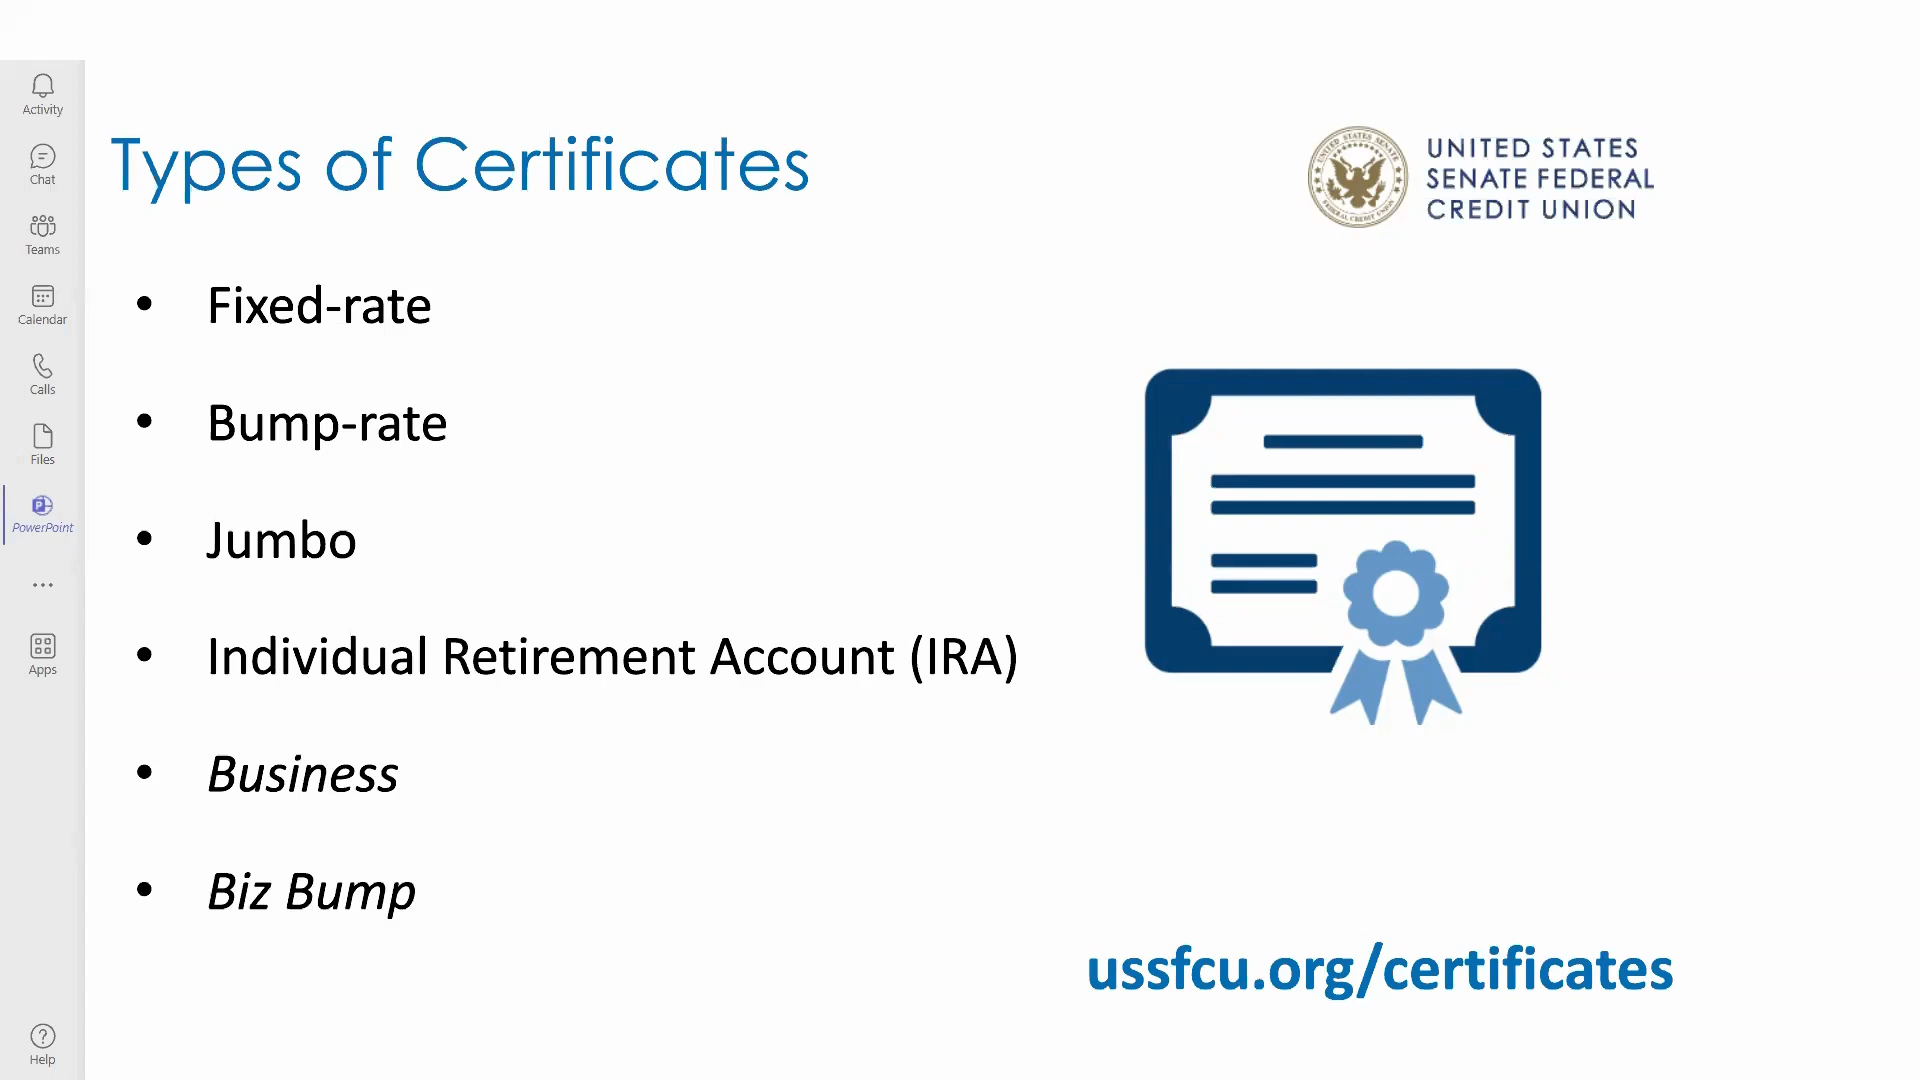 Activity
Chat
Teams
Calendar
Calls
Files
PowerPoint
Apps
Help
Types of Certificates
UNITED STATES
SENATE FEDERAL
CREDIT UNION
• Fixed-rate
• Bump-rate
• Jumbo
• Individual Retirement Account (IRA)
• Business
• Biz Bump
ussfcu.org/certificates